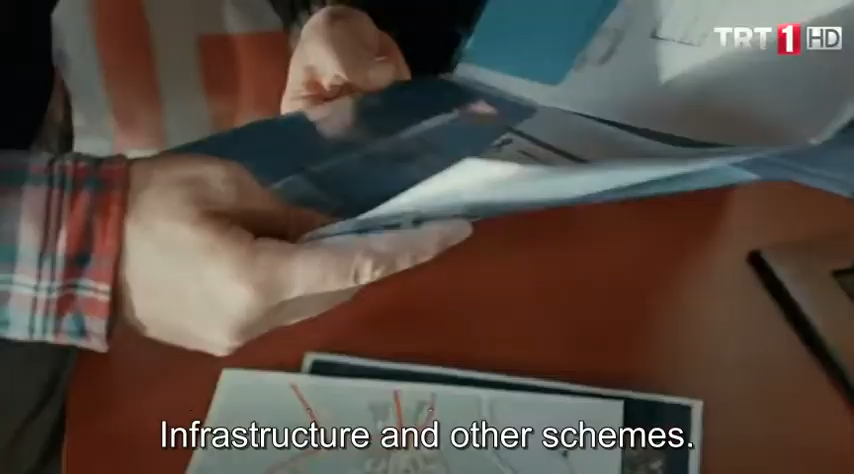 TRT 1 HD
Infrastructure and other schemes.